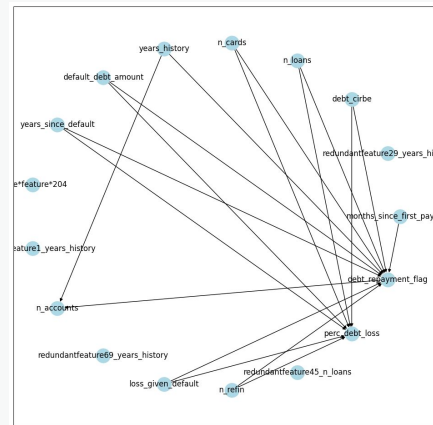 years_history
n_cards
n_loans
default_debt_amount
debt_cirbe
years_since_default
redundantfeature29_years_hi
e*feature*204
months_since_first_pay
eature1_years_history
debt_repayment_flag
n_accounts
perc_debt_loss
redundantfeature69_years_history
redundantfeature45_n_loans
loss_given_default
n_refin